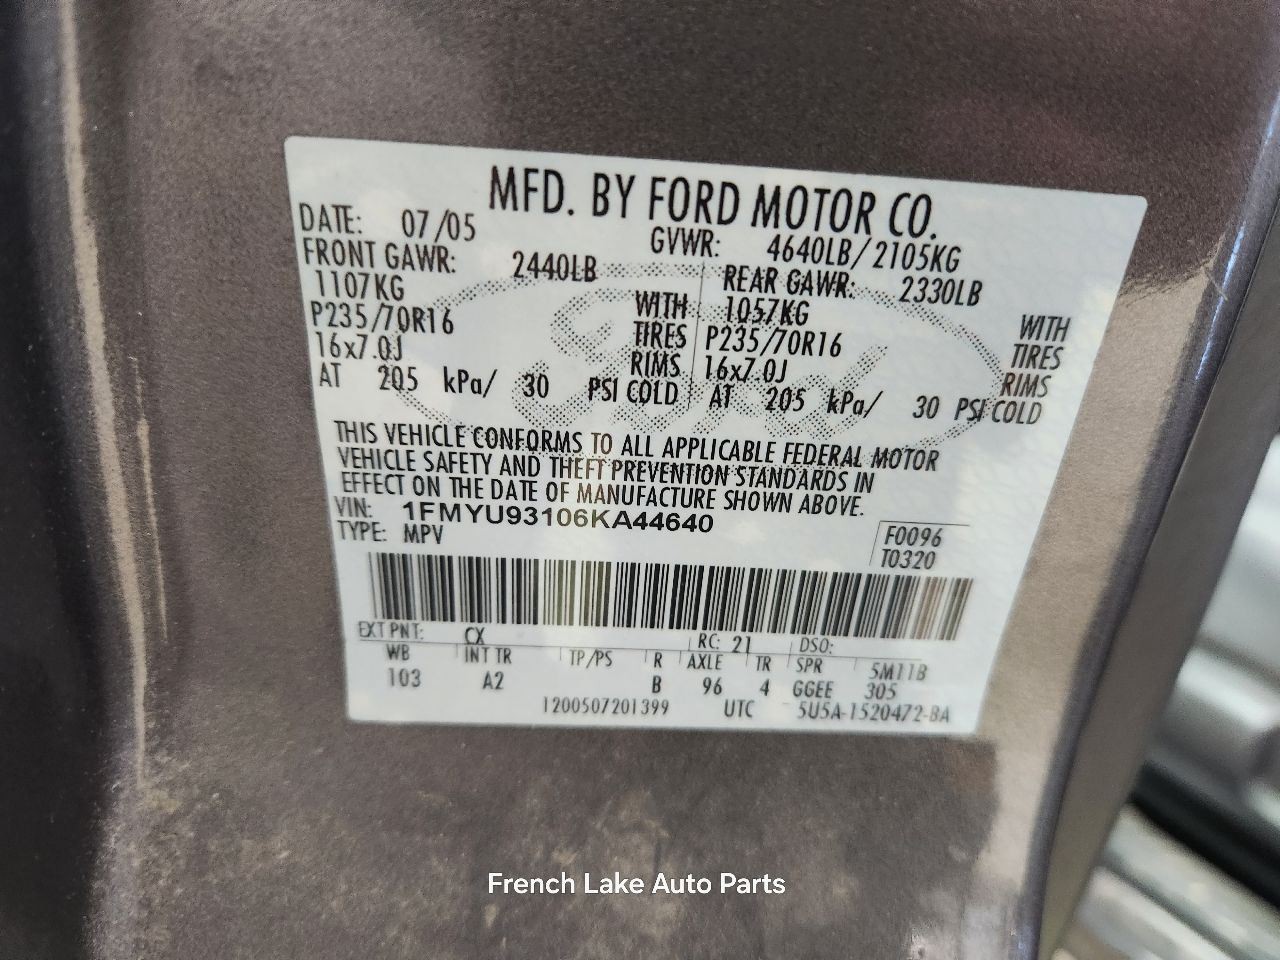 MFD. BY FORD MOTOR CO.
DATE: 07/05 GVWR: 4640LB/2105KG
FRONT GAWR: 2440LB REAR GAWR: 2330LB
1107KG WITH 1057KG WITH
P235/70R16 TIRES P235/70R16 TIRES
16x7.0J RIMS 16x7.0J RIMS
AT 205 kPa/ 30 PSI COLD AT 205 kPa/ 30 PSI COLD
THIS VEHICLE CONFORMS TO ALL APPLICABLE FEDERAL MOTOR
VEHICLE SAFETY AND THEFT PREVENTION STANDARDS IN
EFFECT ON THE DATE OF MANUFACTURE SHOWN ABOVE.
VIN: 1FMYU93106KA44640
TYPE: MPV F0096
T0320
EXT PNT: CX RC: 21 DSO:
WB INT TR TP/PS R AXLE TR SPR 5M11B
103 A2 B 96 4 GGEE 305
1200507201399 UTC 5U5A-1520472-BA
French Lake Auto Parts